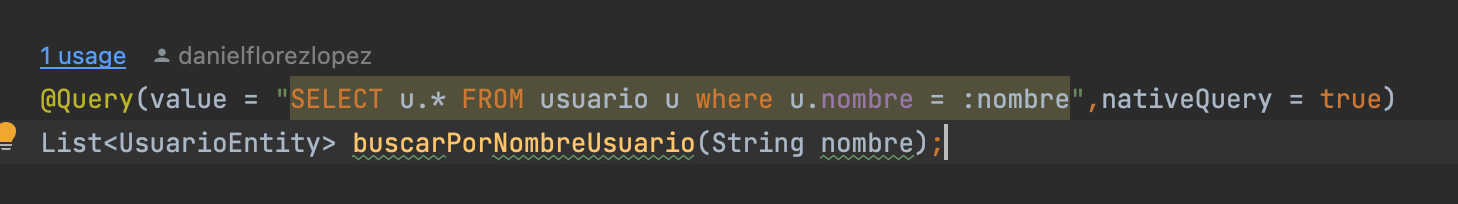 1 usage danielflorezlopez
@Query(value = "SELECT u.* FROM usuario u where u.nombre = :nombre",nativeQuery = true)
List<UsuarioEntity> buscarPorNombreUsuario(String nombre);